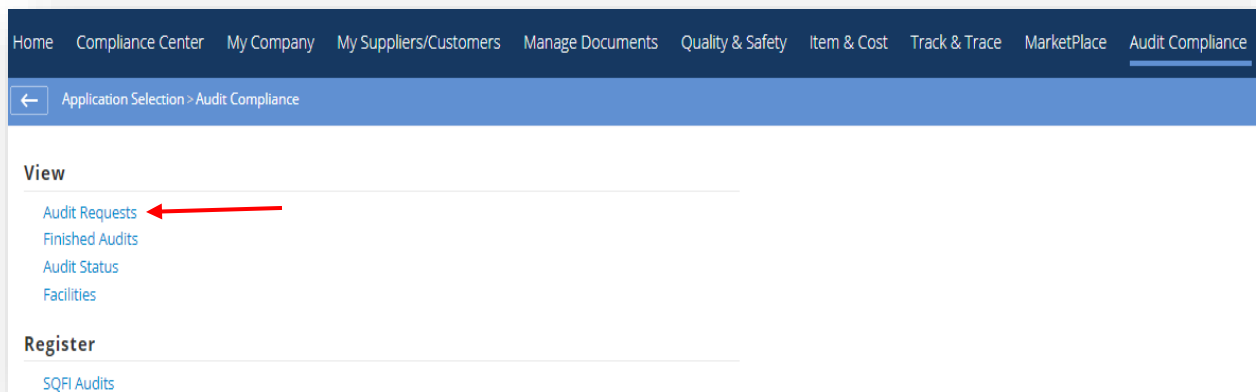 Home Compliance Center My Company My Suppliers/Customers Manage Documents Quality & Safety Item & Cost Track & Trace MarketPlace Audit Compliance
Application Selection > Audit Compliance
View
Audit Requests
Finished Audits
Audit Status
Facilities
Register
SQFI Audits